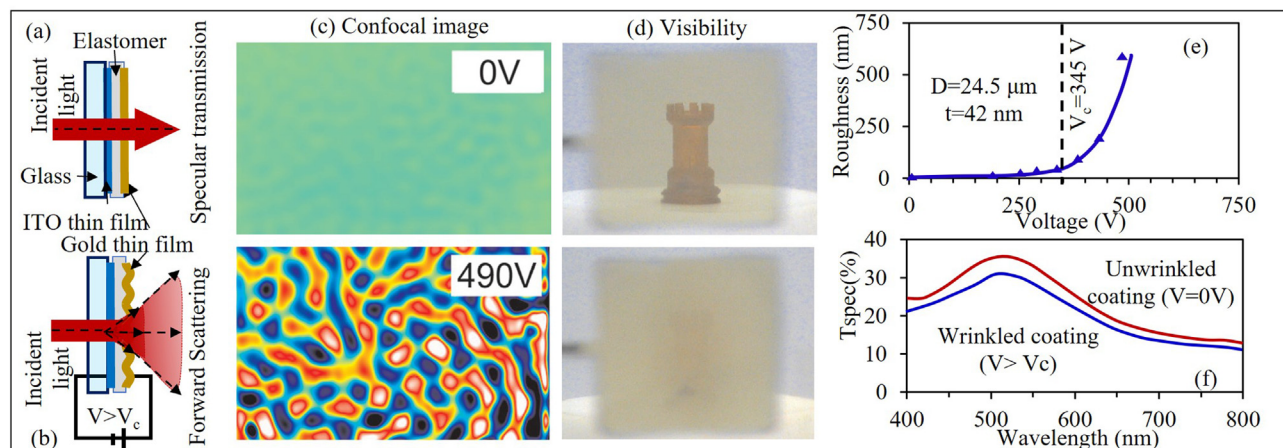 (a)
Elastomer
Incident
light
Glass
ITO thin film
Gold thin film
Specular transmission
Incident
light
V>Vc
(b)
Forward Scattering
(c) Confocal image
0V
490V
(d) Visibility
(e)
Roughness (nm)
750
500
250
0
D=24.5 μm
t=42 nm
Vc=345 V
0 250 500 750
Voltage (V)
Tspec(%)
40
30
20
10
0
Unwrinkled
coating (V=0V)
Wrinkled coating
(V> Vc)
(f)
400 500 600 700 800
Wavelength (nm)